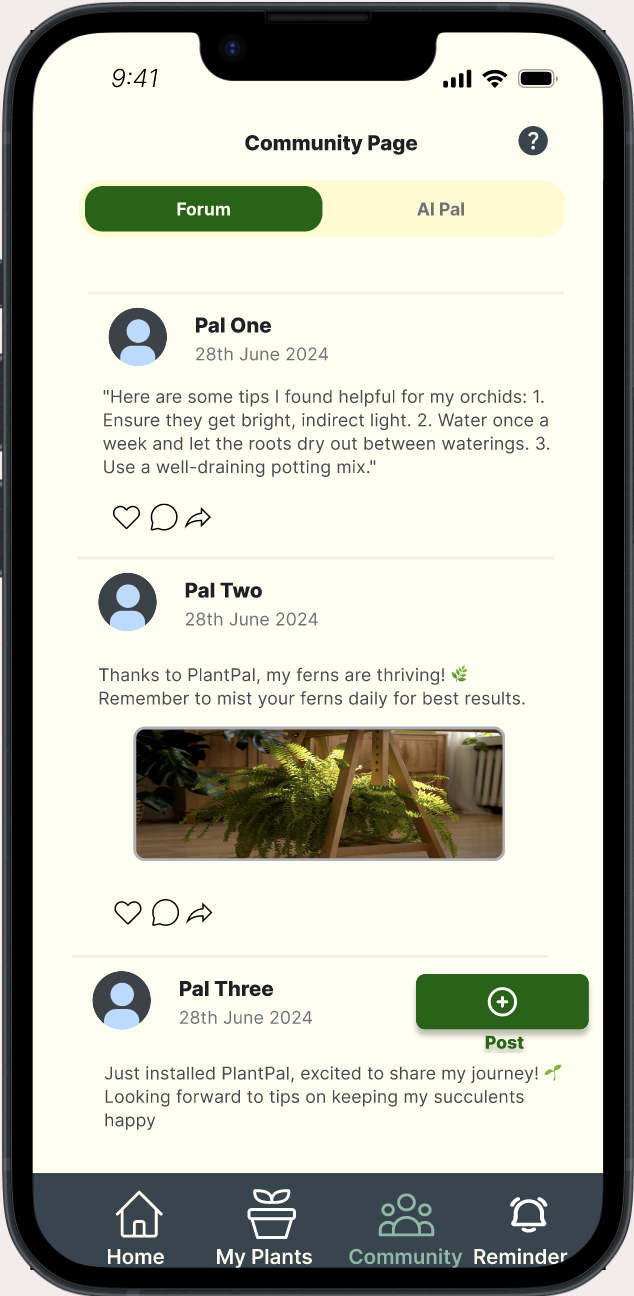 9:41
Community Page
?
Forum
AI Pal
Pal One
28th June 2024
"Here are some tips I found helpful for my orchids: 1.
Ensure they get bright, indirect light. 2. Water once a
week and let the roots dry out between waterings. 3.
Use a well-draining potting mix."
Pal Two
28th June 2024
Thanks to PlantPal, my ferns are thriving! 🌿
Remember to mist your ferns daily for best results.
Pal Three
28th June 2024
Post
Just installed PlantPal, excited to share my journey! 🌱
Looking forward to tips on keeping my succulents
happy
Home
My Plants
Community
Reminder